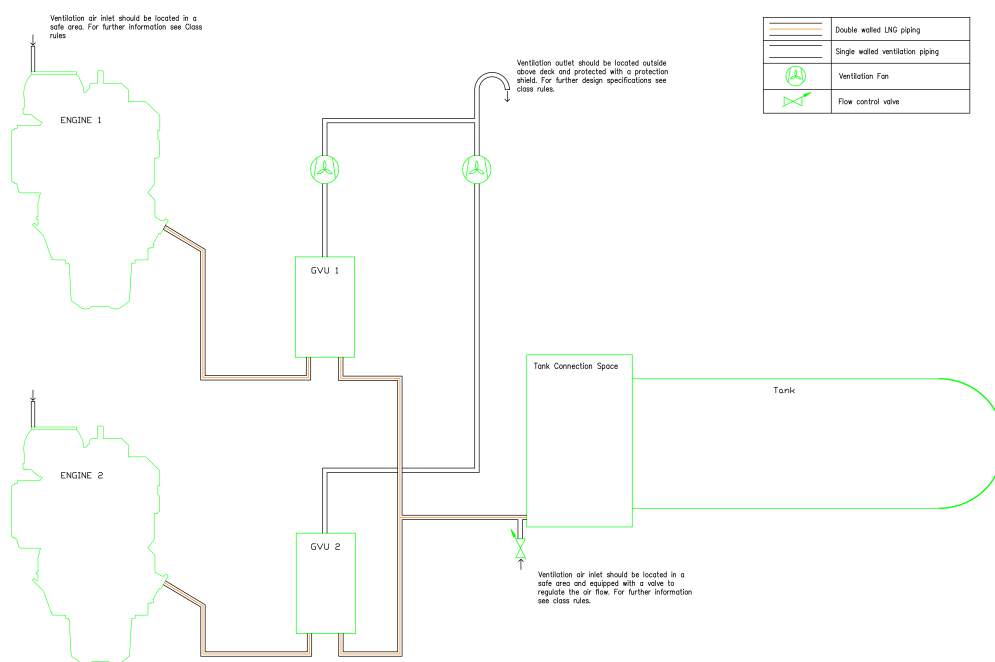 Ventilation air inlet should be located in a
safe area. For further information see Class
rules
Double walled LNG piping
Single walled ventilation piping
Ventilation Fan
Flow control valve
Ventilation outlet should be located outside
above deck and protected with a protection
shield. For further design specifications see
class rules.
ENGINE 1
GVU 1
Tank Connection Space
Tank
ENGINE 2
GVU 2
Ventilation air inlet should be located in a
safe area and equipped with a valve to
regulate the air flow. For further information
see class rules.